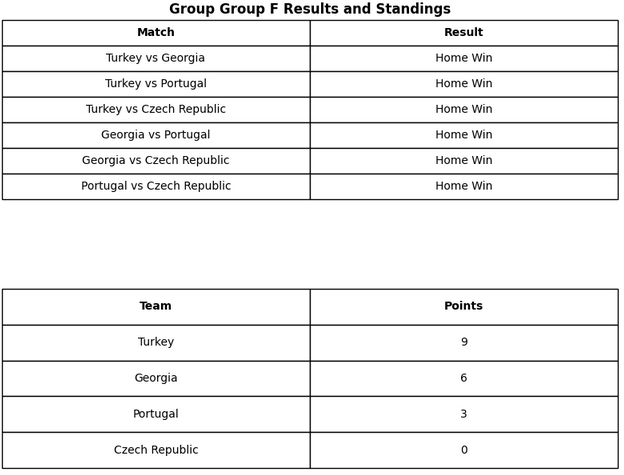 Group Group F Results and Standings
Match Result
Turkey vs Georgia Home Win
Turkey vs Portugal Home Win
Turkey vs Czech Republic Home Win
Georgia vs Portugal Home Win
Georgia vs Czech Republic Home Win
Portugal vs Czech Republic Home Win
Team Points
Turkey 9
Georgia 6
Portugal 3
Czech Republic 0